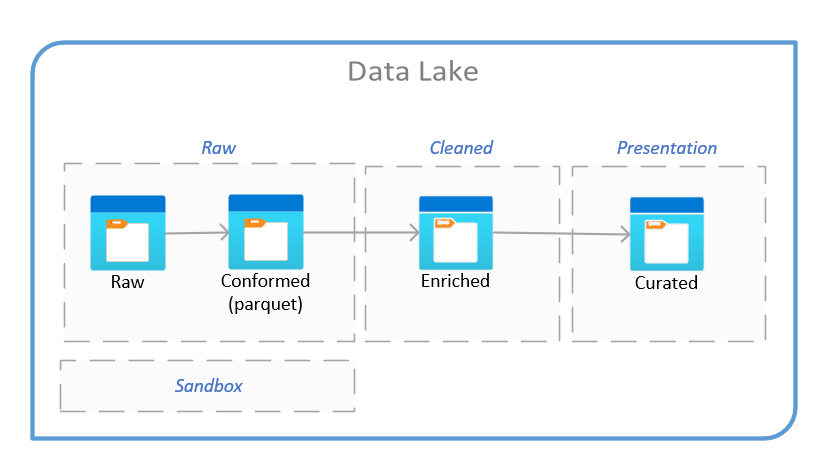 Data Lake
Raw
Cleaned
Presentation
Raw
Conformed
(parquet)
Enriched
Curated
Sandbox